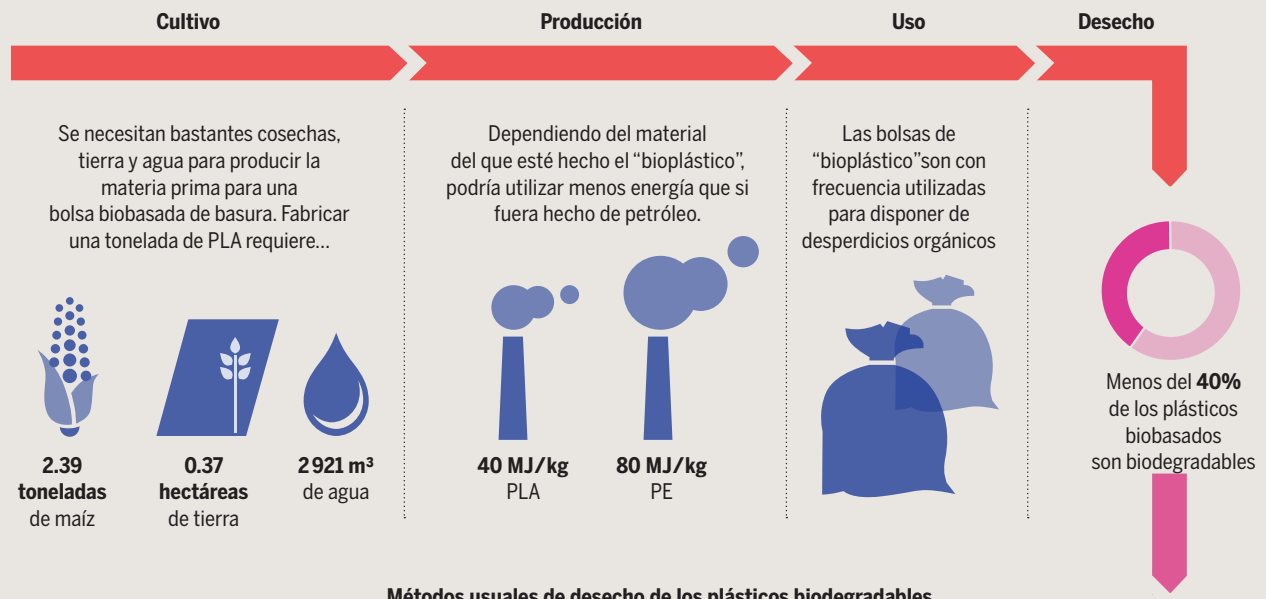 Cultivo
Producción
Uso
Desecho
Se necesitan bastantes cosechas,
tierra y agua para producir la
materia prima para una
bolsa biobasada de basura. Fabricar
una tonelada de PLA requiere...
2.39
toneladas
de maíz
0.37
hectáreas
de tierra
2 921 m³
de agua
Dependiendo del material
del que esté hecho el “bioplástico”,
podría utilizar menos energía que si
fuera hecho de petróleo.
40 MJ/kg
PLA
80 MJ/kg
PE
Las bolsas de
“bioplástico”son con
frecuencia utilizadas
para disponer de
desperdicios orgánicos
Menos del 40%
de los plásticos
biobasados
son biodegradables
Métodos usuales de desecho de los plásticos biodegradables